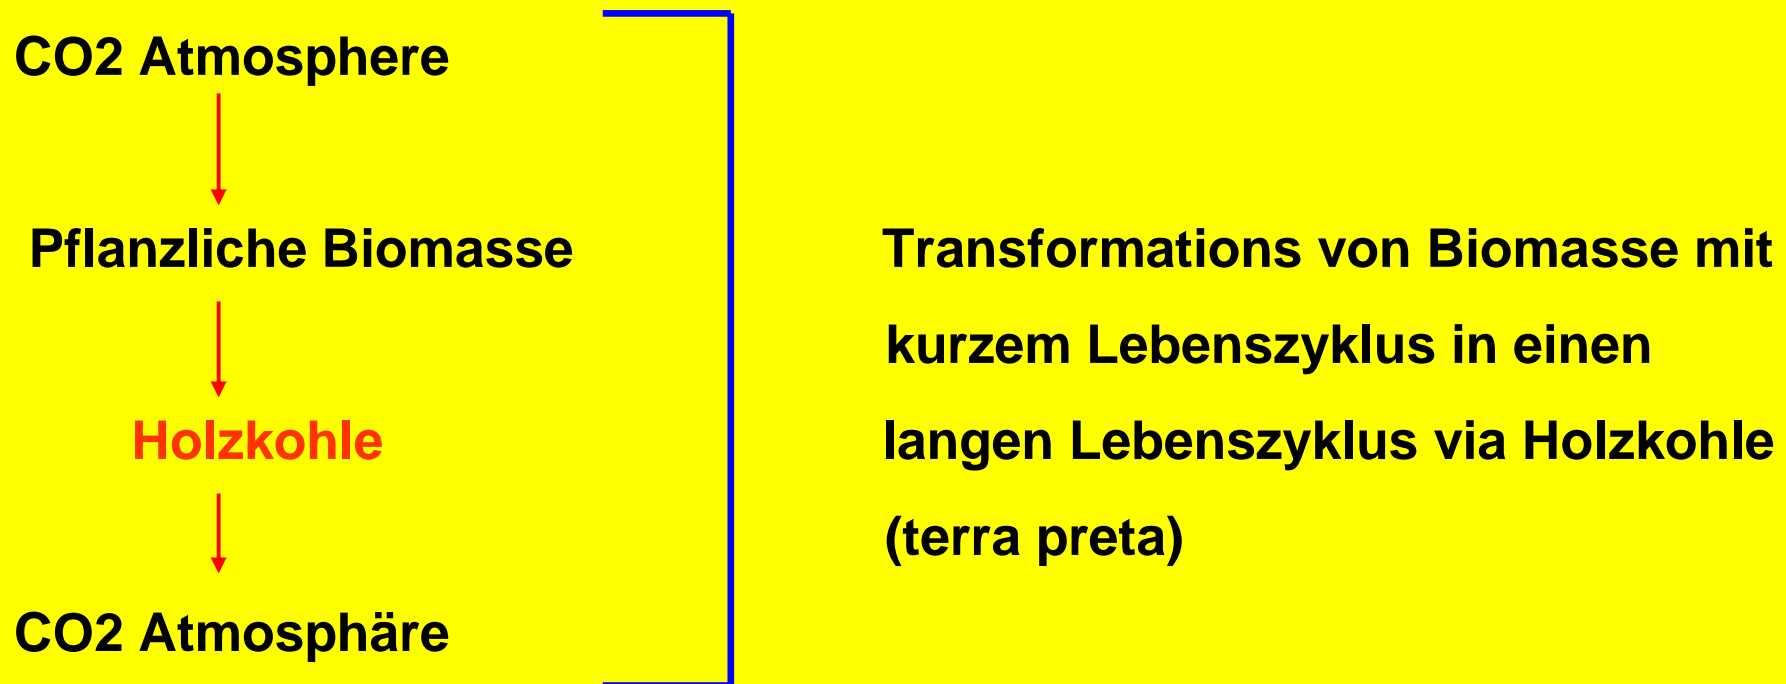 CO2 Atmosphere
Pflanzliche Biomasse
Holzkohle
CO2 Atmosphäre
Transformations von Biomasse mit
kurzem Lebenszyklus in einen
langen Lebenszyklus via Holzkohle
(terra preta)